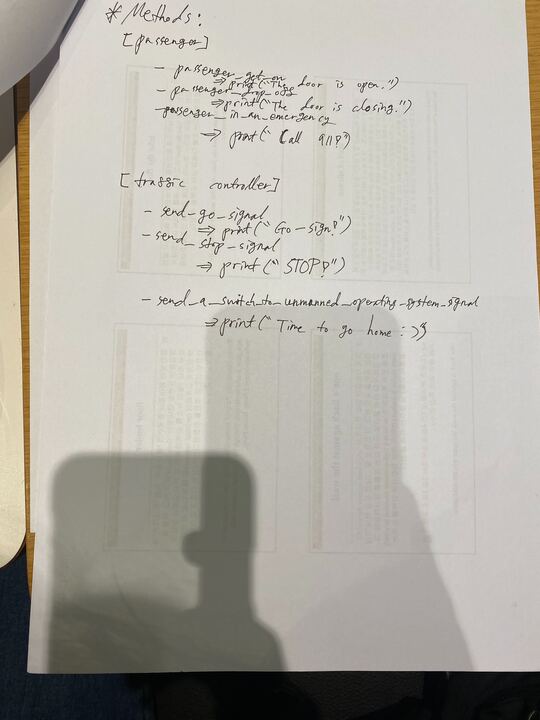 * Methods:
[passenger]
- passenger_get_on
⇒ print("The door is open.")
- passenger_drop_off
⇒ print("The door is closing.")
- passenger_in_an_emergency
⇒ print("Call 911!")
[traffic controller]
- send_go_signal
⇒ print("Go-sign!")
- send_stop_signal
⇒ print("STOP!")
- send_a_switch_to_unmanned_operating_system_signal
⇒ print("Time to go home :)")